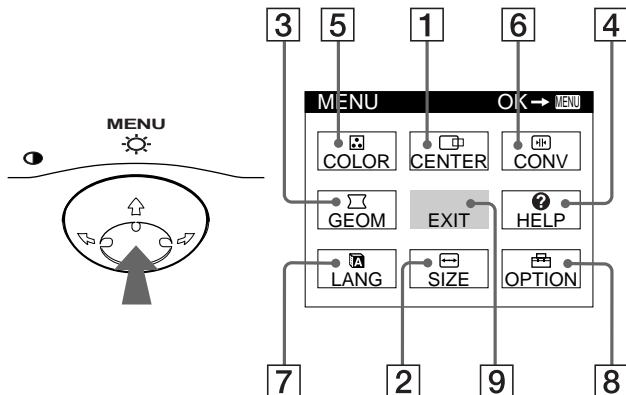 3 5 1 6 4
MENU
MENU OK→ MENU
COLOR CENTER CONV
GEOM EXIT ? HELP
A LANG SIZE OPTION
7 2 9 8